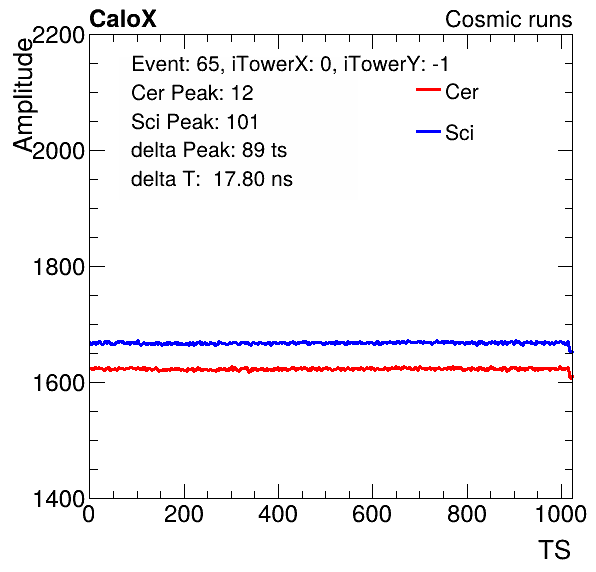 CaloX
Cosmic runs
Amplitude
2200
2000
1800
1600
1400
Event: 65, iTowerX: 0, iTowerY: -1
Cer Peak: 12
Sci Peak: 101
delta Peak: 89 ts
delta T:  17.80 ns
Cer
Sci
0 200 400 600 800 1000
TS